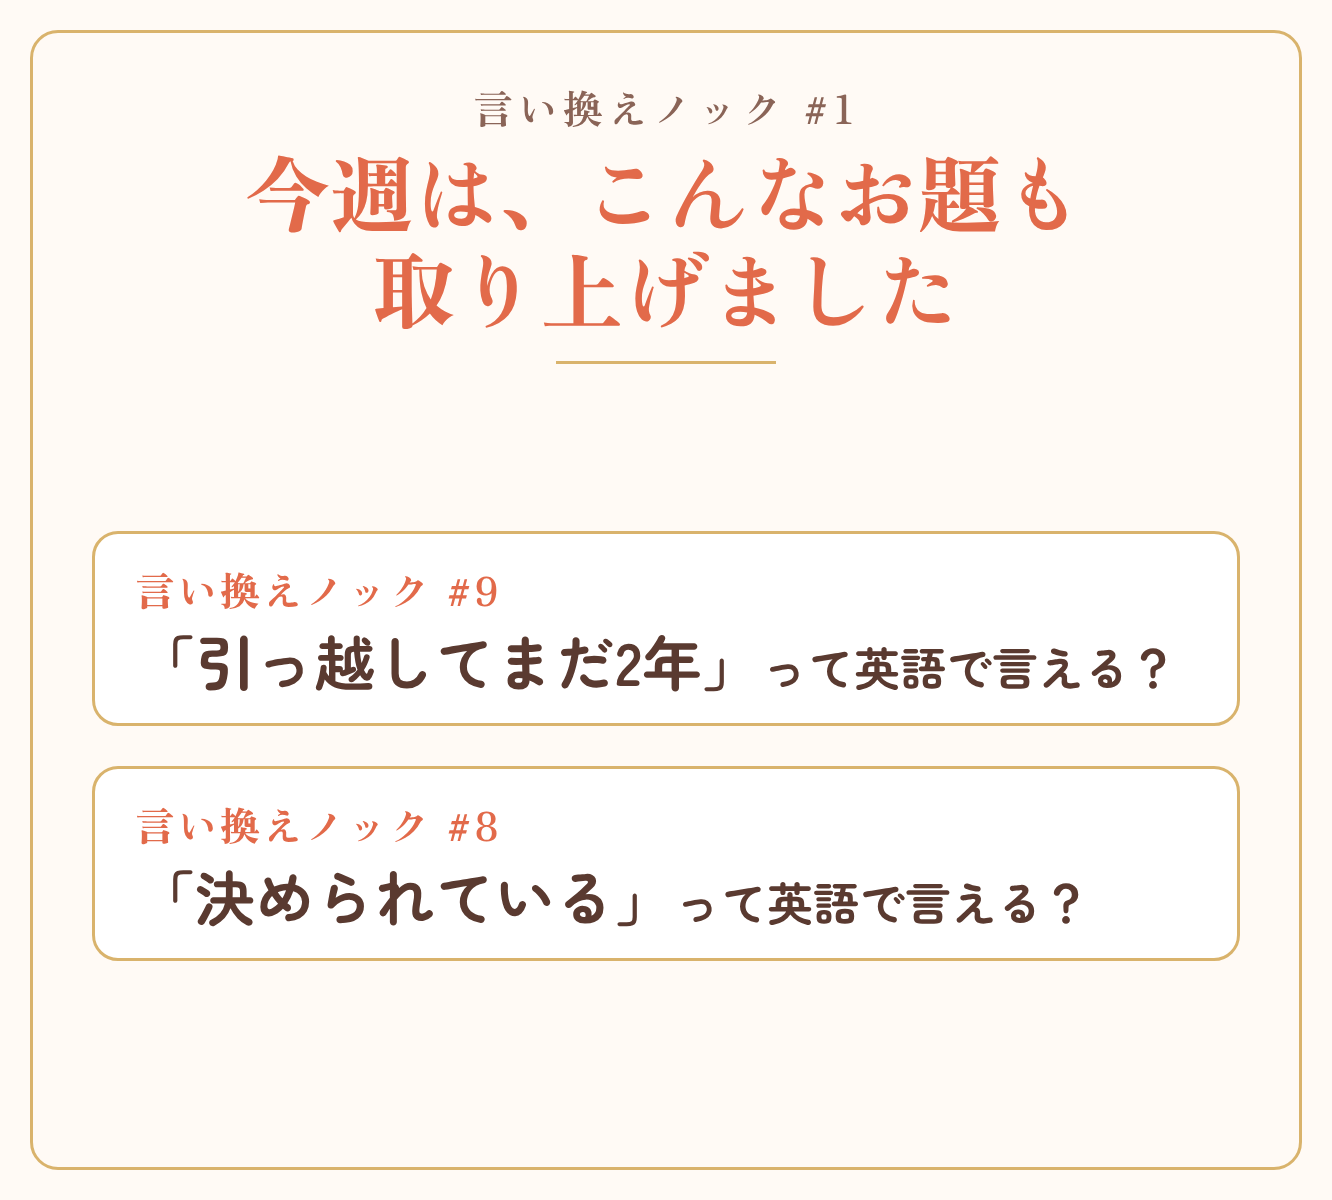 言い換えノック #1
今週は、こんなお題も
取り上げました
言い換えノック #9
「引っ越してまだ2年」って英語で言える？
言い換えノック #8
「決められている」って英語で言える？